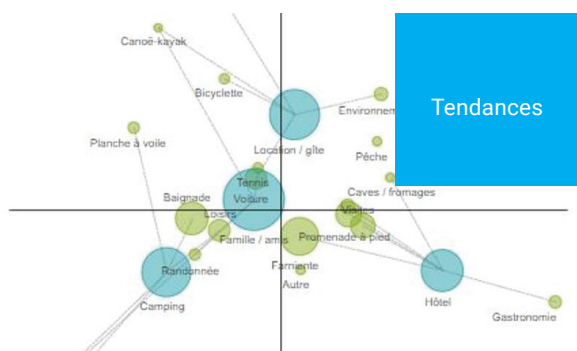 Canoë-kayak
Bicyclette
Environnem
Tendances
Planche à voile
Location / gîte
Pêche
Tennis
Caves / fromages
Baignade
Voiture
Visites
Loisirs
Famille / amis
Promenade à pied
Randonnée
Farniente
Autre
Camping
Hôtel
Gastronomie